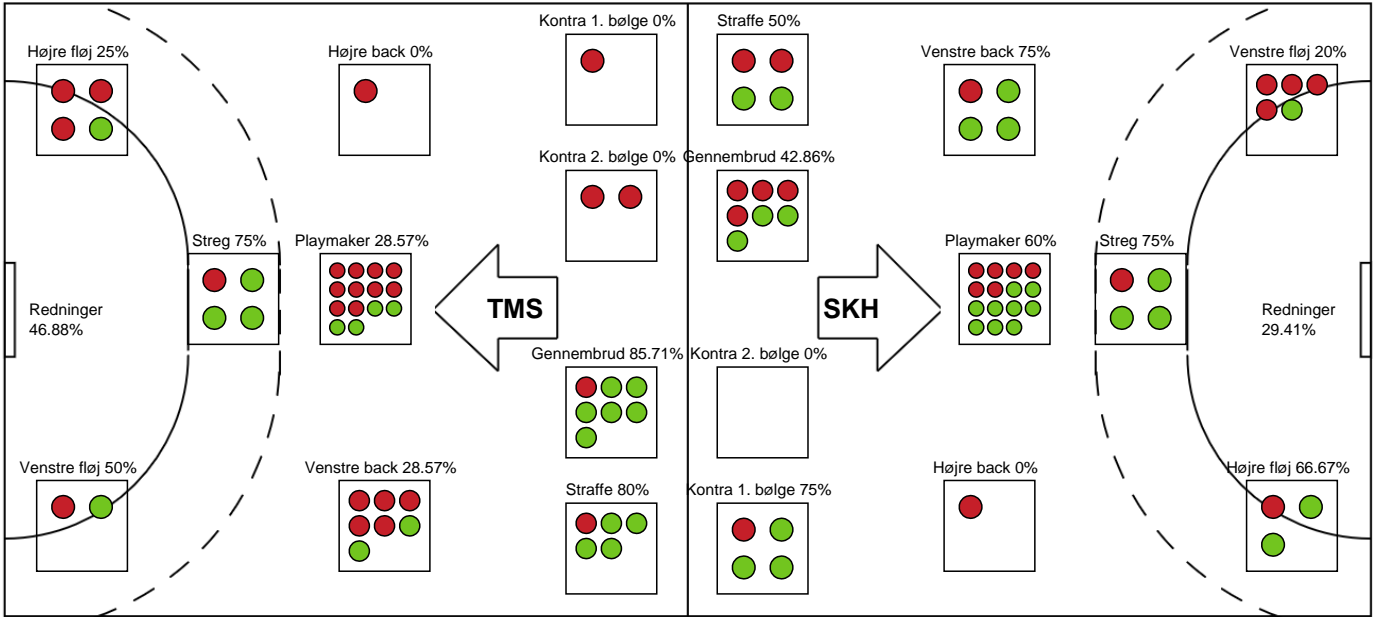 Kontra 1. bølge 0%
Straffe 50%
Højre fløj 25%
Højre back 0%
Venstre back 75%
Venstre fløj 20%
Kontra 2. bølge 0%
Gennembrud 42.86%
Streg 75%
Playmaker 28.57%
Playmaker 60%
Streg 75%
Redninger
46.88%
TMS
SKH
Redninger
29.41%
Gennembrud 85.71%
Kontra 2. bølge 0%
Venstre fløj 50%
Venstre back 28.57%
Højre back 0%
Højre fløj 66.67%
Straffe 80%
Kontra 1. bølge 75%